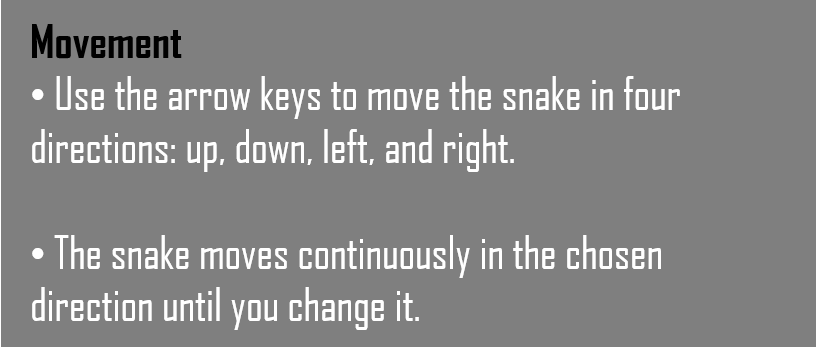 Movement
• Use the arrow keys to move the snake in four
directions: up, down, left, and right.
• The snake moves continuously in the chosen
direction until you change it.